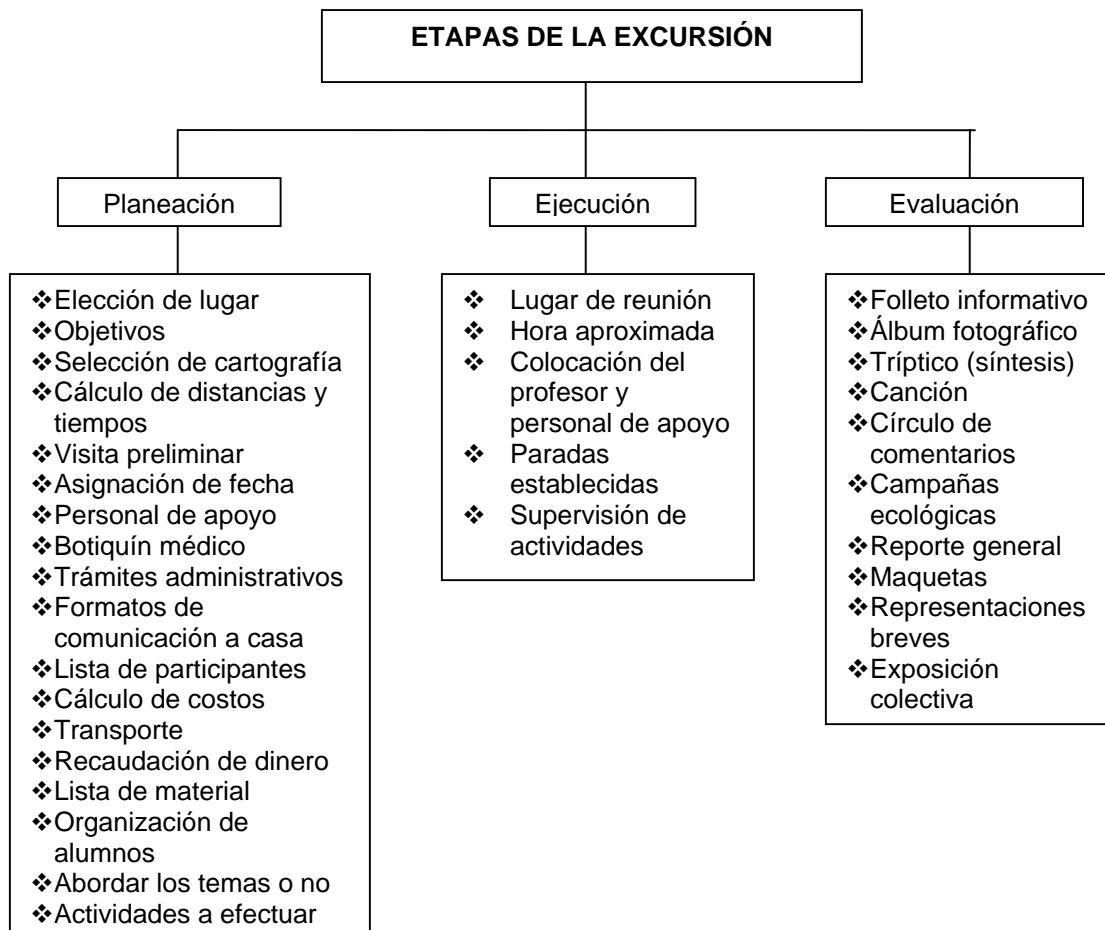 ETAPAS DE LA EXCURSIÓN
Planeación
❖Elección de lugar
❖Objetivos
❖Selección de cartografía
❖Cálculo de distancias y
tiempos
❖Visita preliminar
❖Asignación de fecha
❖Personal de apoyo
❖Botiquín médico
❖Trámites administrativos
❖Formatos de
comunicación a casa
❖Lista de participantes
❖Cálculo de costos
❖Transporte
❖Recaudación de dinero
❖Lista de material
❖Organización de
alumnos
❖Abordar los temas o no
❖Actividades a efectuar
Ejecución
❖ Lugar de reunión
❖ Hora aproximada
❖ Colocación del
profesor y
personal de apoyo
❖ Paradas
establecidas
❖ Supervisión de
actividades
Evaluación
❖Folleto informativo
❖Álbum fotográfico
❖Tríptico (síntesis)
❖Canción
❖Círculo de
comentarios
❖Campañas
ecológicas
❖Reporte general
❖Maquetas
❖Representaciones
breves
❖Exposición
colectiva